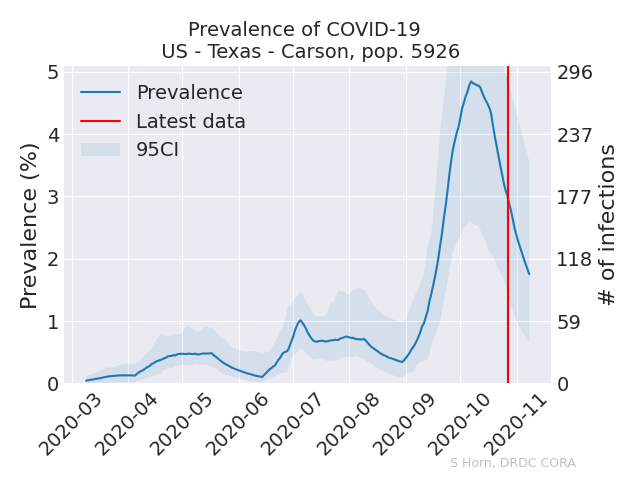 Prevalence of COVID-19
US - Texas - Carson, pop. 5926
Prevalence
Latest data
95CI
Prevalence (%)
5
4
3
2
1
0
# of infections
296
237
177
118
59
0
2020-03
2020-04
2020-05
2020-06
2020-07
2020-08
2020-09
2020-10
2020-11
S Horn, DRDC CORA